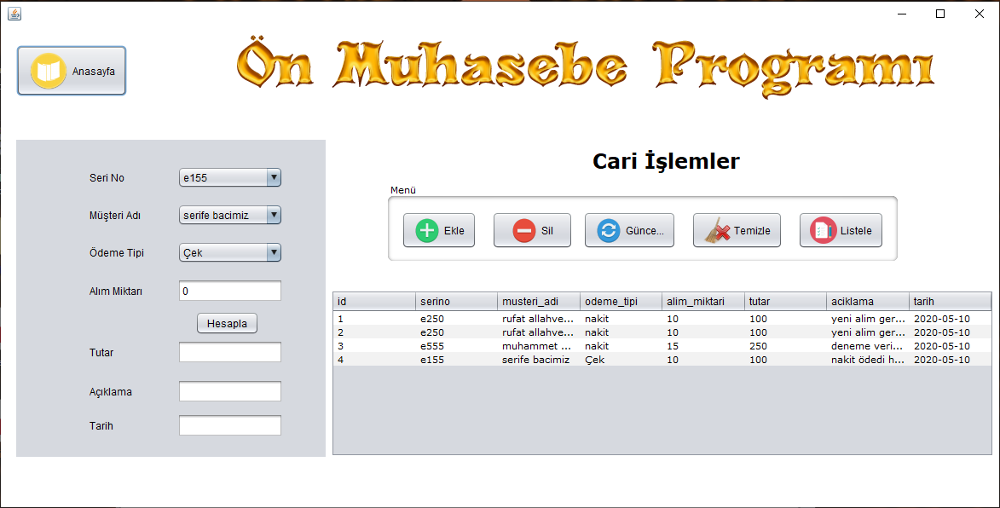 Ön Muhasebe Programı
Anasayfa
Seri No e155
Müşteri Adı serife bacimiz
Ödeme Tipi Çek
Alım Miktarı 0
Hesapla
Tutar
Açıklama
Tarih
Cari İşlemler
Menü
Ekle Sil Günce... Temizle Listele
id serino musteri_adi odeme_tipi alim_miktari tutar aciklama tarih
1 e250 rufat allahve... nakit 10 100 yeni alim ger... 2020-05-10
2 e250 rufat allahve... nakit 10 100 yeni alim ger... 2020-05-10
3 e555 muhammet ... nakit 15 250 deneme veri... 2020-05-10
4 e155 serife bacimiz Çek 10 100 nakit ödedi h... 2020-05-10